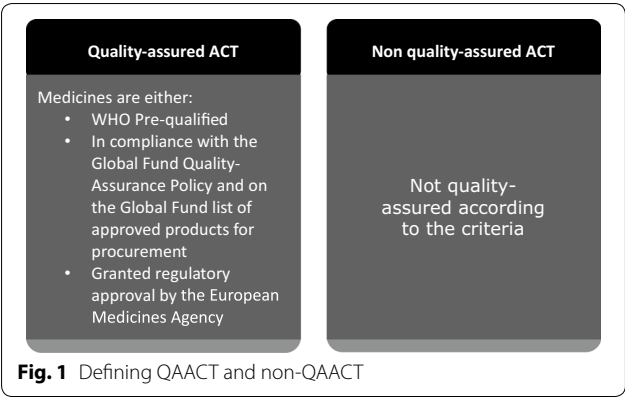 Quality-assured ACT
Medicines are either:
• WHO Pre-qualified
• In compliance with the
Global Fund Quality-
Assurance Policy and on
the Global Fund list of
approved products for
procurement
• Granted regulatory
approval by the European
Medicines Agency
Non quality-assured ACT
Not quality-
assured according
to the criteria
Fig. 1 Defining QAACT and non-QAACT